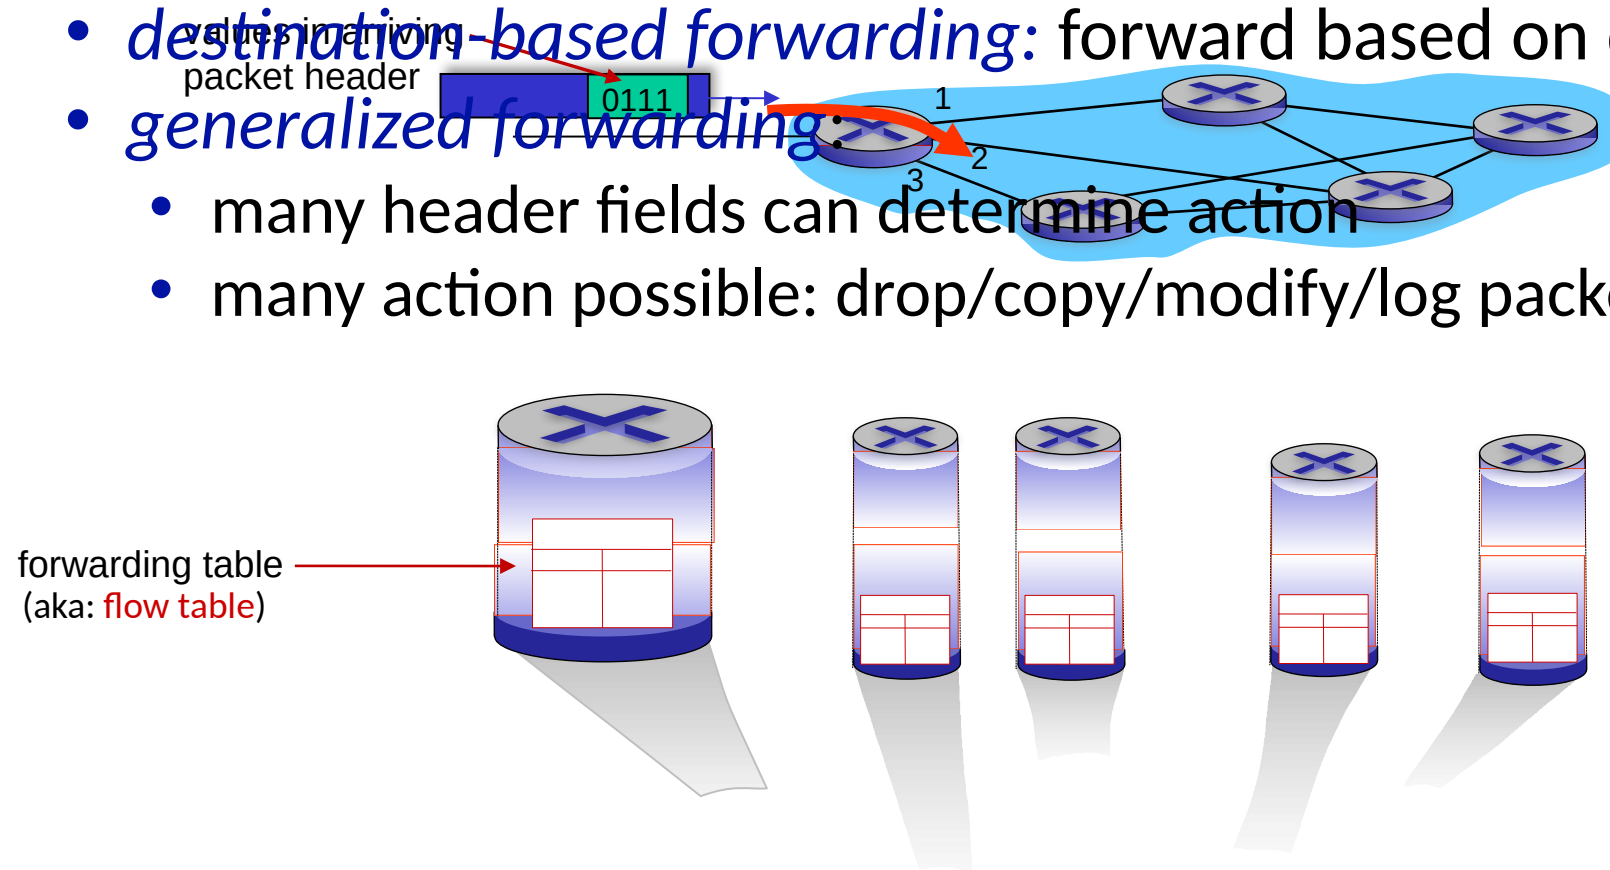 • destination-based forwarding: forward based on
• generalized forwarding:
• many header fields can determine action
• many action possible: drop/copy/modify/log
values in arriving
packet header
0111
1
2
3
forwarding table
(aka: flow table)